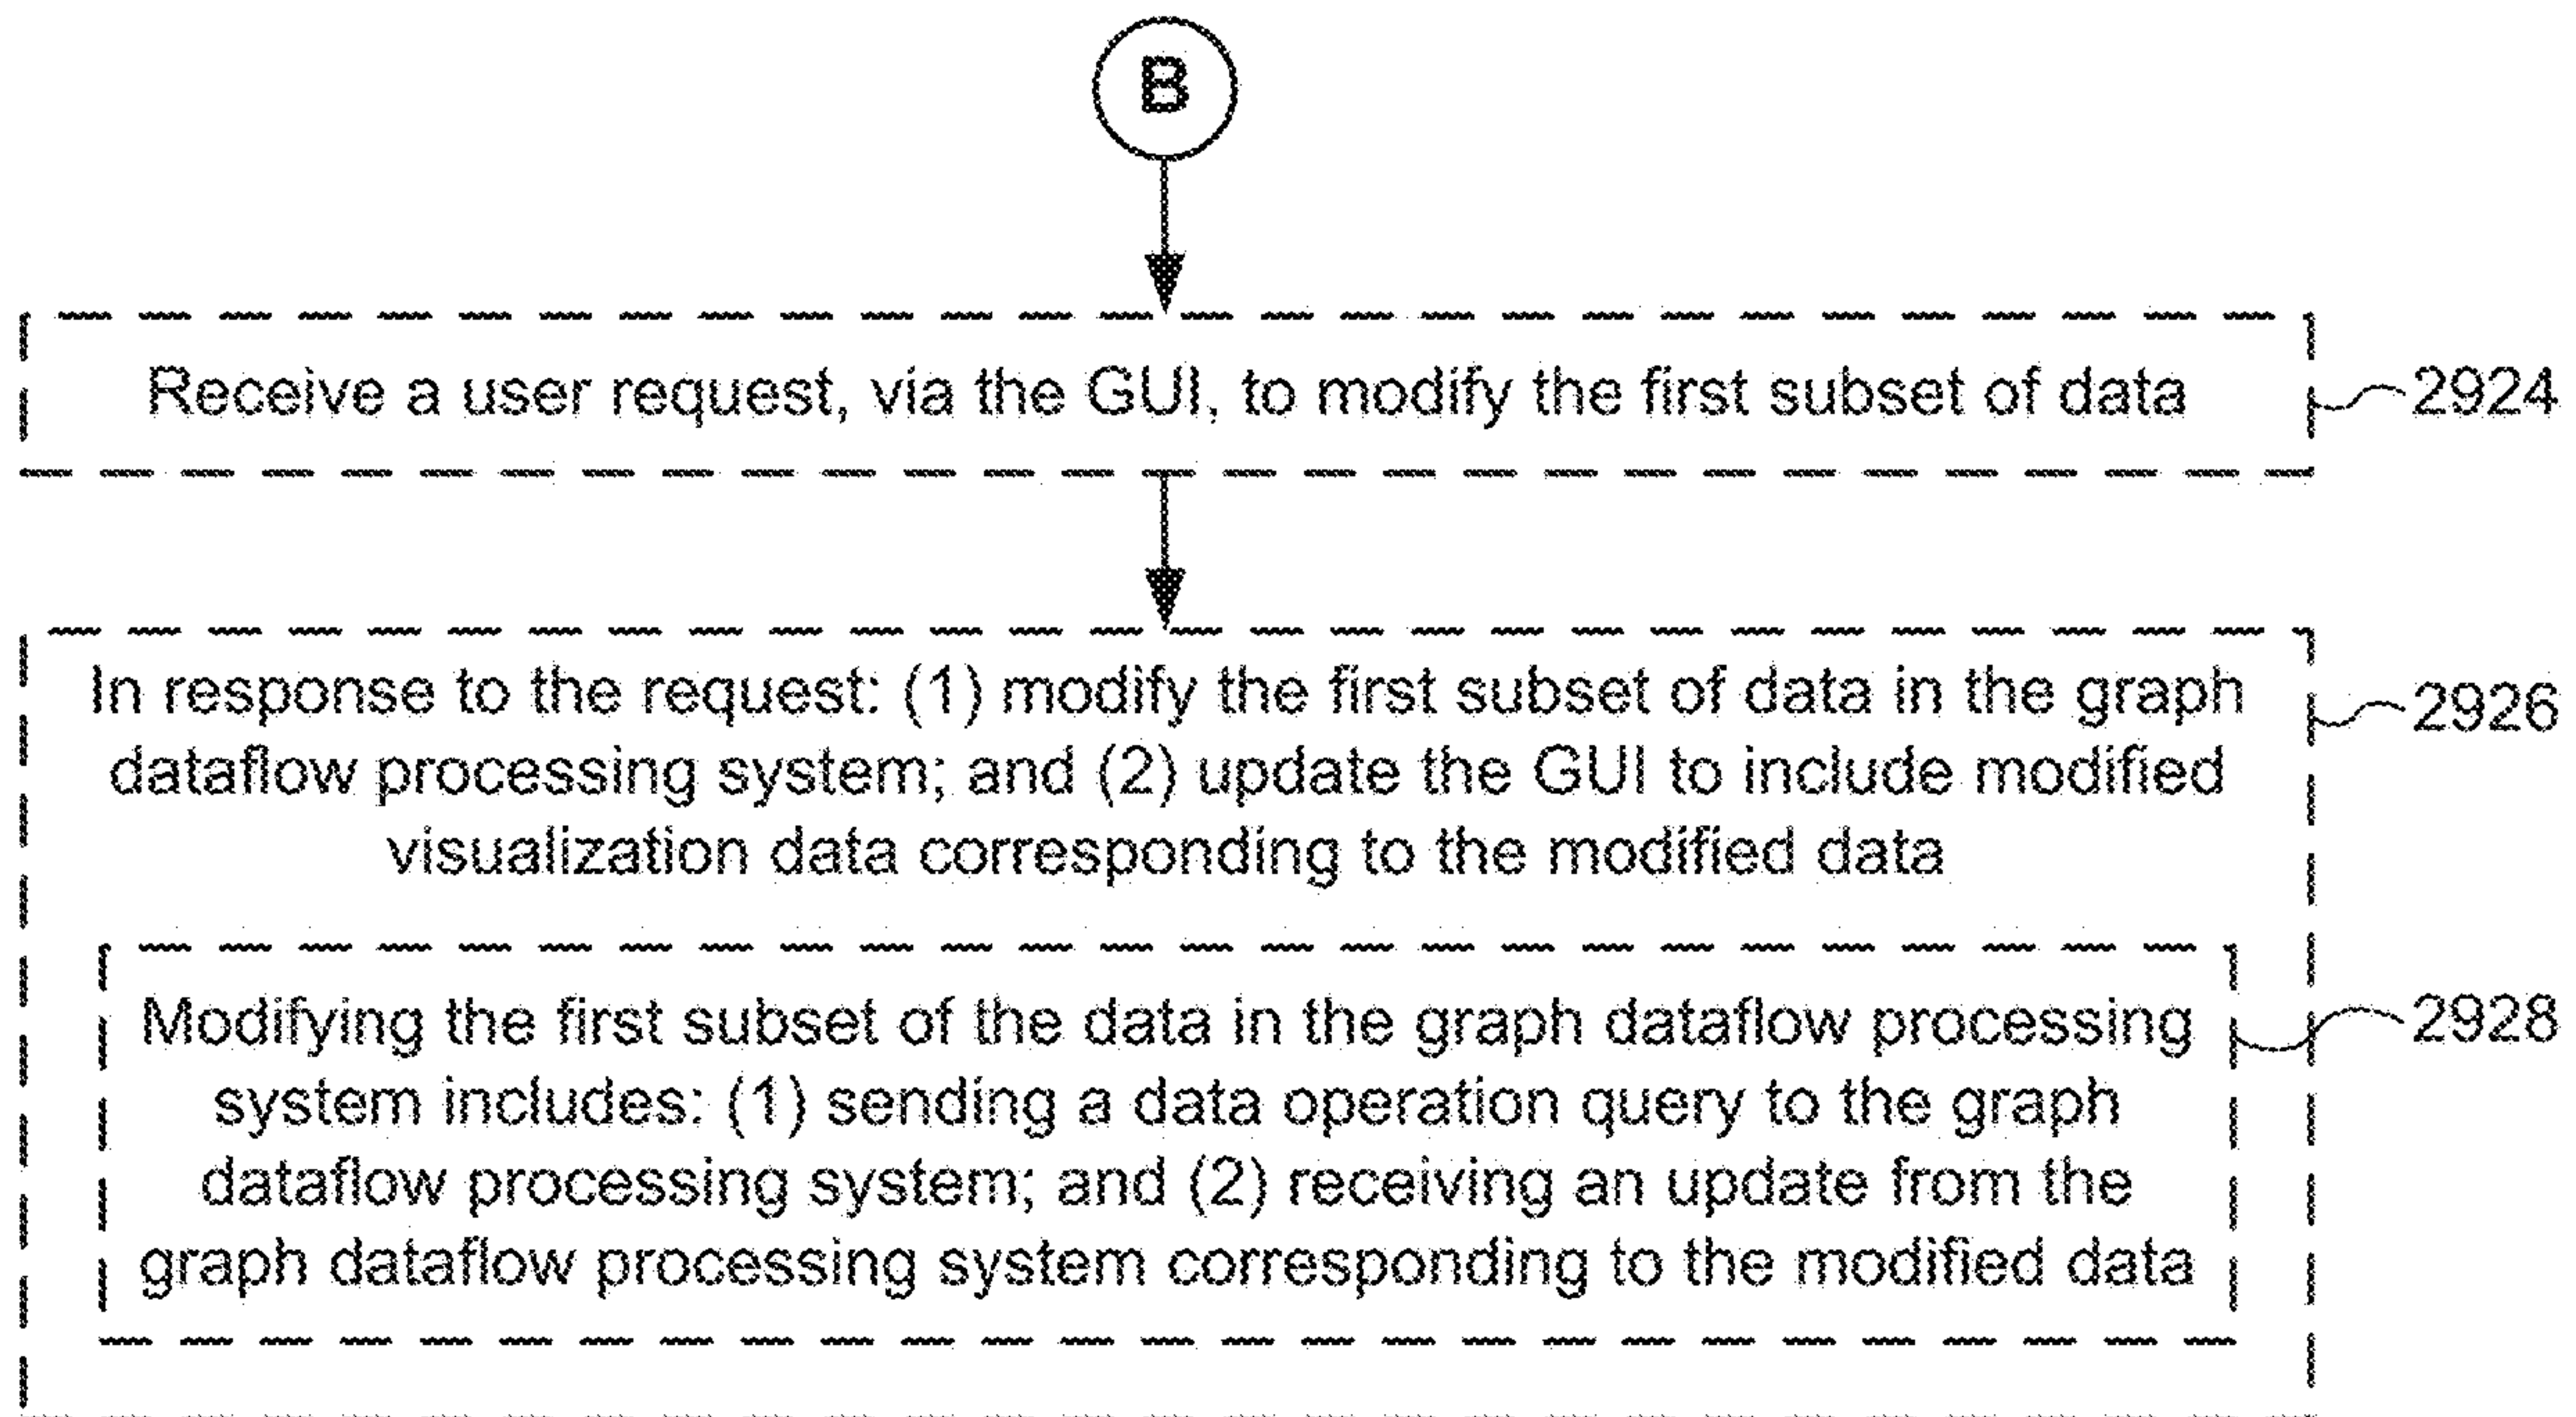 B
Receive a user request, via the GUI, to modify the first subset of data
2924
In response to the request: (1) modify the first subset of data in the graph
2926
dataflow processing system; and (2) update the GUI to include modified
visualization data corresponding to the modified data
Modifying the first subset of the data in the graph dataflow processing
2928
system includes: (1) sending a data operation query to the graph
dataflow processing system; and (2) receiving an update from the
graph dataflow processing system corresponding to the modified data